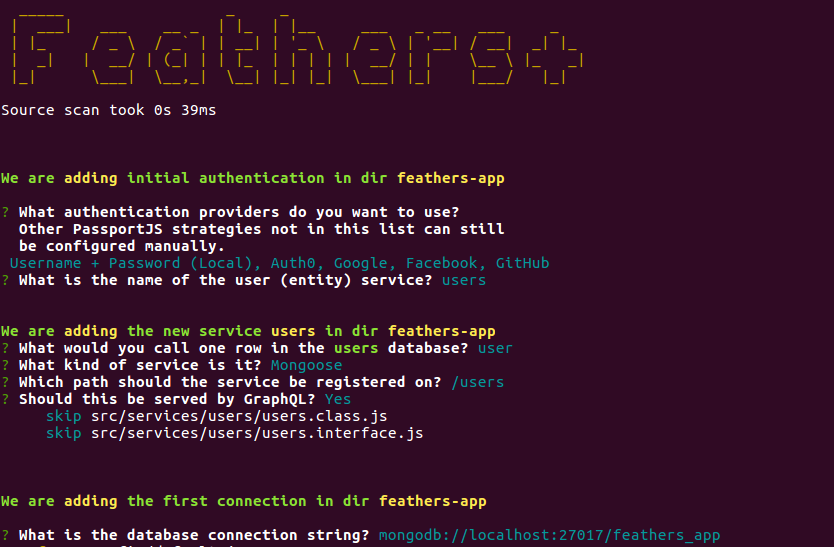 Feathers+
Source scan took 0s 39ms
We are adding initial authentication in dir feathers-app
? What authentication providers do you want to use?
Other PassportJS strategies not in this list can still
be configured manually.
Username + Password (Local), Auth0, Google, Facebook, GitHub
? What is the name of the user (entity) service? users
We are adding the new service users in dir feathers-app
? What would you call one row in the users database? user
? What kind of service is it? Mongoose
? Which path should the service be registered on? /users
? Should this be served by GraphQL? Yes
skip src/services/users/users.class.js
skip src/services/users/users.interface.js
We are adding the first connection in dir feathers-app
? What is the database connection string? mongodb://localhost:27017/feathers_app